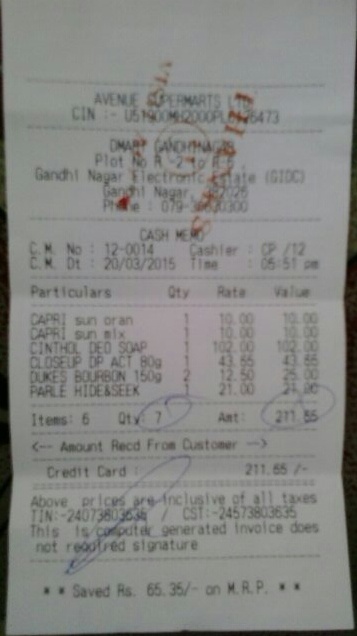 AVENUE SUPERMARTS LTD.
CIN :- U51900MH2000PLC126473
DMART GANDHINAGAR
Plot No R -2 to R-6
Gandhi Nagar Electronic Estate (GIDC)
Gandhi Nagar, 382026
Phone : 079-
CASH MEMO
C.M. No : 12-0014 Cashier : CP /12
C.M. Dt : 20/03/2015 Time : 05:51 pm
Particulars Qty Rate Value
CAPRI sun oran 1 10.00 10.00
CAPRI sun mix 1 10.00 10.00
CINTHOL DEO SOAP 1 102.00 102.00
CLOSEUP DP ACT 80g 1 43.65 43.65
DUKES BOURBON 150g 2 12.50 25.00
PARLE HIDE&SEEK 1 21.00 21.00
Items: 6 Qty: 7 Amt: 211.65
<-- Amount Recd From Customer -->
Credit Card : 211.65 /-
Above prices are inclusive of all taxes
TIN:-24073803635 CST:-24573803635
This is computer generated invoice does
not required signature
* * Saved Rs. 65.35/- on M.R.P. * *